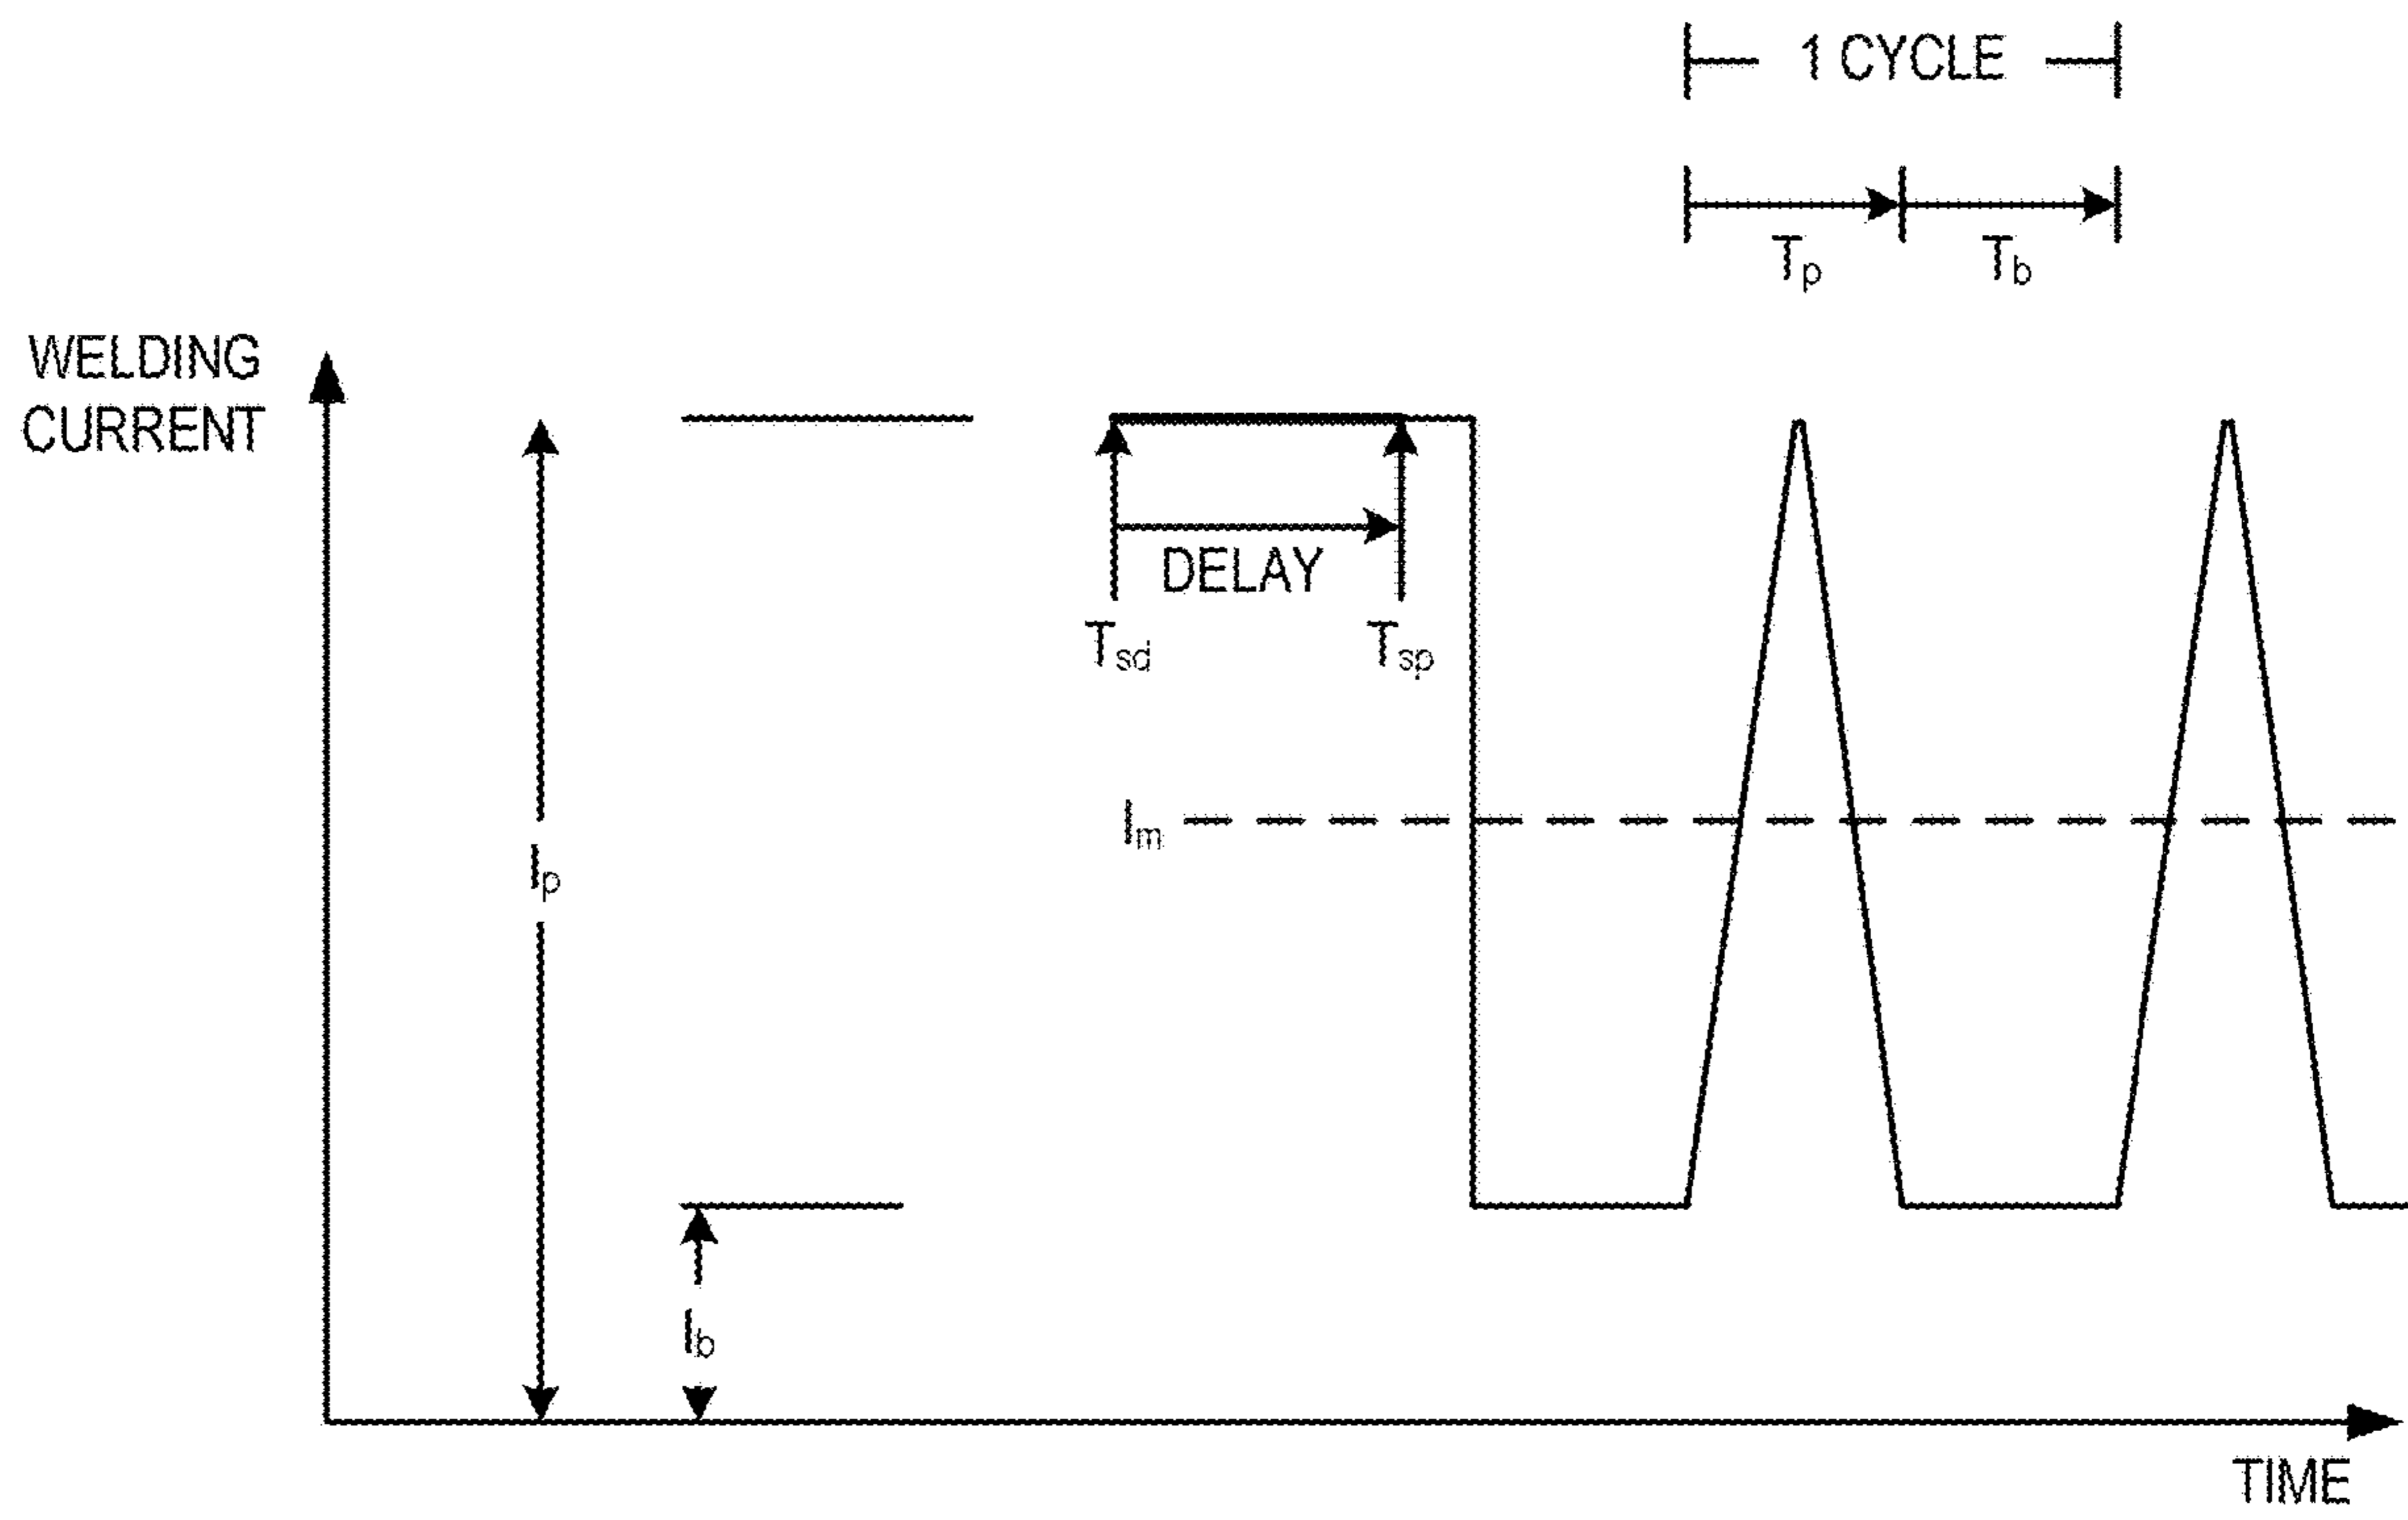 1 CYCLE
Tp
Tb
WELDING
CURRENT
DELAY
Tsd
Tsp
Im
Ip
Ib
TIME